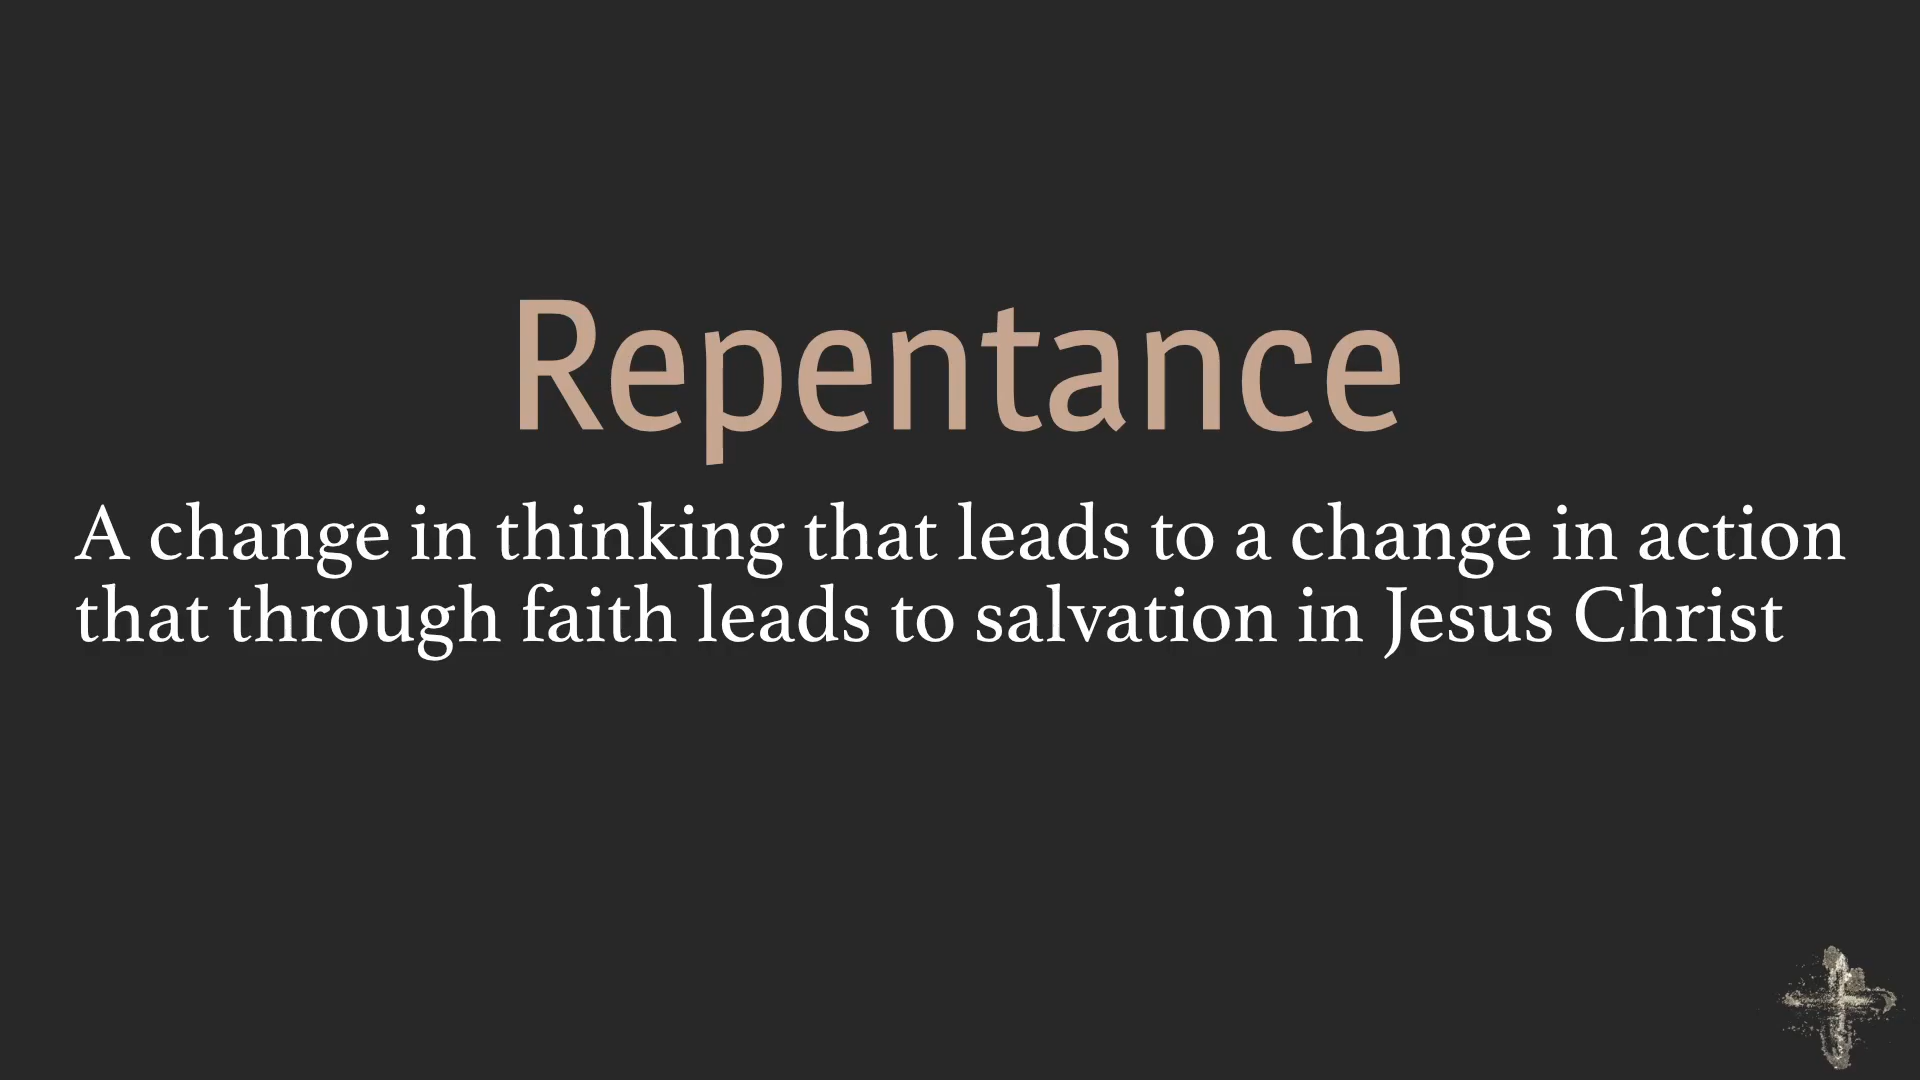 Repentance
A change in thinking that leads to a change in action
that through faith leads to salvation in Jesus Christ